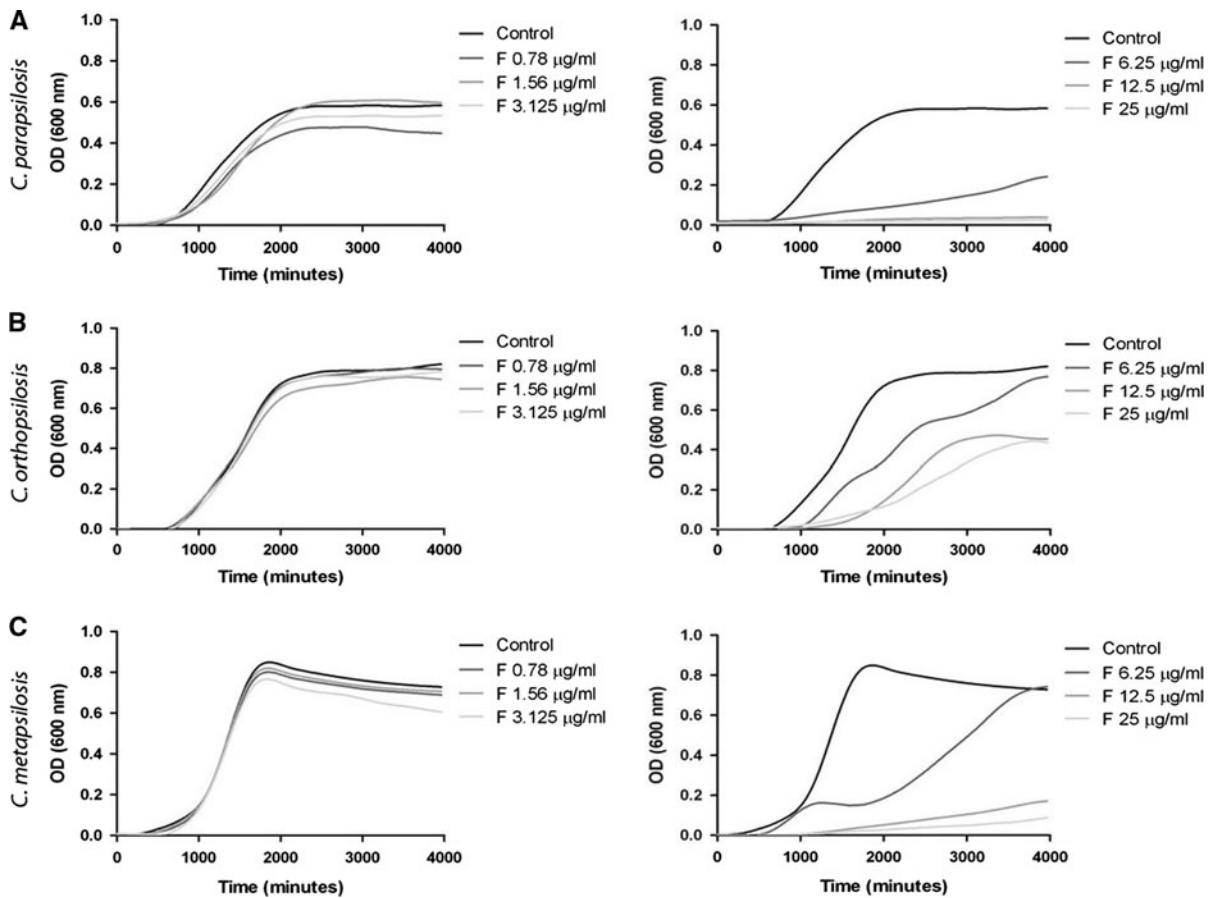 A
C. parapsilosis
OD (600 nm)
1.0
0.8
0.6
0.4
0.2
0.0
0
1000
2000
3000
4000
Time (minutes)
Control
F 0.78 µg/ml
F 1.56 µg/ml
F 3.125 µg/ml
OD (600 nm)
1.0
0.8
0.6
0.4
0.2
0.0
0
1000
2000
3000
4000
Time (minutes)
Control
F 6.25 µg/ml
F 12.5 µg/ml
F 25 µg/ml
B
C. orthopsilosis
OD (600 nm)
1.0
0.8
0.6
0.4
0.2
0.0
0
1000
2000
3000
4000
Time (minutes)
Control
F 0.78 µg/ml
F 1.56 µg/ml
F 3.125 µg/ml
OD (600 nm)
1.0
0.8
0.6
0.4
0.2
0.0
0
1000
2000
3000
4000
Time (minutes)
Control
F 6.25 µg/ml
F 12.5 µg/ml
F 25 µg/ml
C
C. metapsilosis
OD (600 nm)
1.0
0.8
0.6
0.4
0.2
0.0
0
1000
2000
3000
4000
Time (minutes)
Control
F 0.78 µg/ml
F 1.56 µg/ml
F 3.125 µg/ml
OD (600 nm)
1.0
0.8
0.6
0.4
0.2
0.0
0
1000
2000
3000
4000
Time (minutes)
Control
F 6.25 µg/ml
F 12.5 µg/ml
F 25 µg/ml